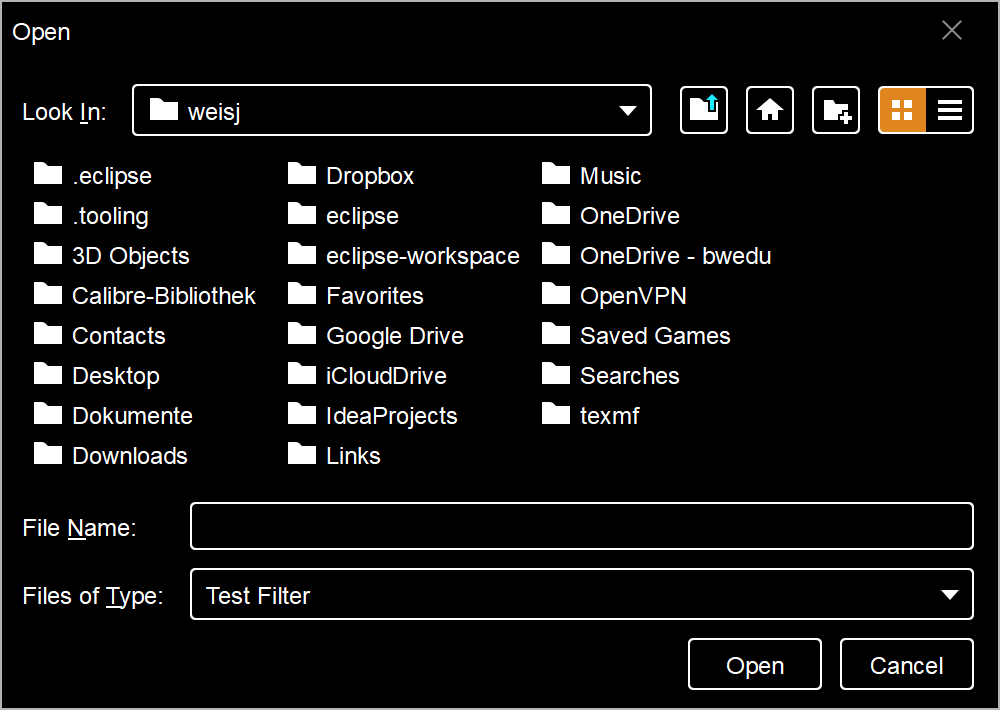 Open
Look In: weisj
.eclipse
.tooling
3D Objects
Calibre-Bibliothek
Contacts
Desktop
Dokumente
Downloads
Dropbox
eclipse
eclipse-workspace
Favorites
Google Drive
iCloudDrive
IdeaProjects
Links
Music
OneDrive
OneDrive - bwedu
OpenVPN
Saved Games
Searches
texmf
File Name:
Files of Type: Test Filter
Open Cancel